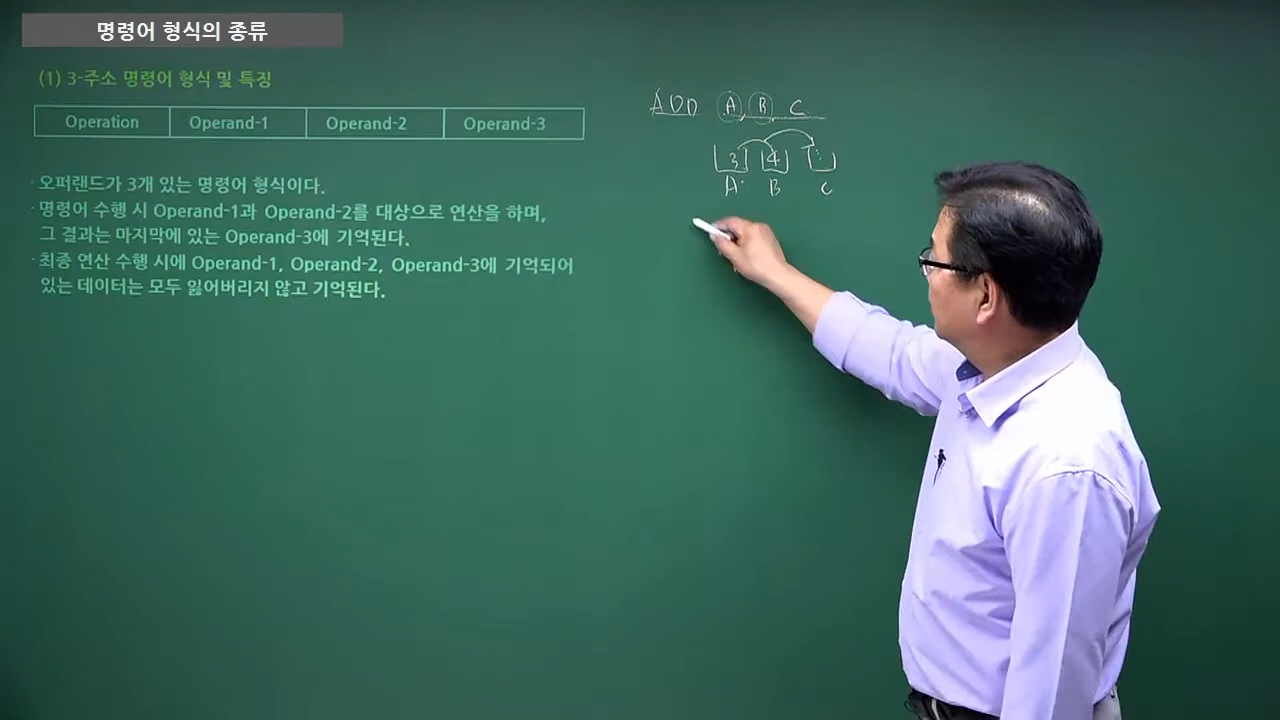 명령어 형식의 종류
(1) 3-주소 명령어 형식 및 특징
Operation Operand-1 Operand-2 Operand-3
· 오퍼랜드가 3개 있는 명령어 형식이다.
· 명령어 수행 시 Operand-1과 Operand-2를 대상으로 연산을 하며,
그 결과는 마지막에 있는 Operand-3에 기억된다.
· 최종 연산 수행 시에 Operand-1, Operand-2, Operand-3에 기억되어
있는 데이터는 모두 잃어버리지 않고 기억된다.
ADD A, B, C
3 4
A B C